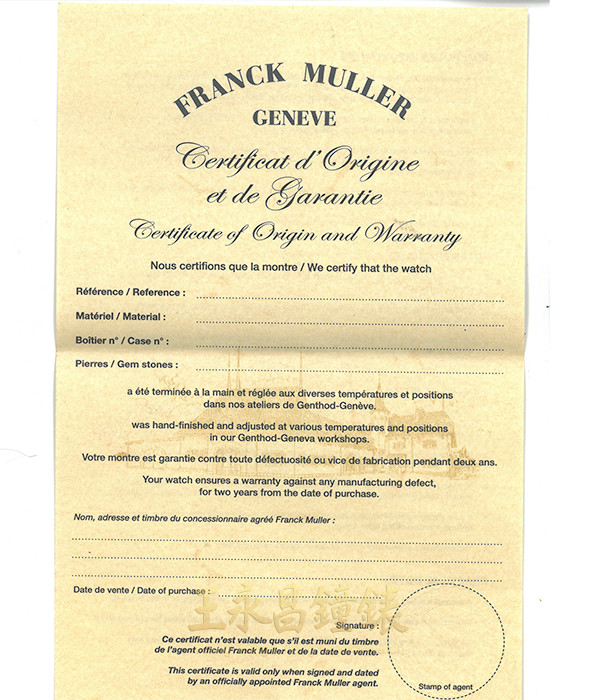 FRANCK MULLER
GENEVE
Certificat d'Origine
et de Garantie
Certificate of Origin and Warranty
Nous certifions que la montre / We certify that the watch
Référence / Reference :
Matériel / Material :
Boîtier n° / Case n° :
Pierres / Gem stones :
a été terminée à la main et réglée aux diverses températures et positions
dans nos ateliers de Genthod-Genève.
was hand-finished and adjusted at various temperatures and positions
in our Genthod-Geneva workshops.
Votre montre est garantie contre toute défectuosité ou vice de fabrication pendant deux ans.
Your watch ensures a warranty against any manufacturing defect,
for two years from the date of purchase.
Nom, adresse et timbre du concessionnaire agréé Franck Muller :
Date de vente / Date of purchase :
王永昌鐘錶
Signature :
Ce certificat n'est valable que s'il est muni du timbre
de l'agent officiel Franck Muller et de la date de vente.
This certificate is valid only when signed and dated
by an officially appointed Franck Muller agent.
Stamp of agent